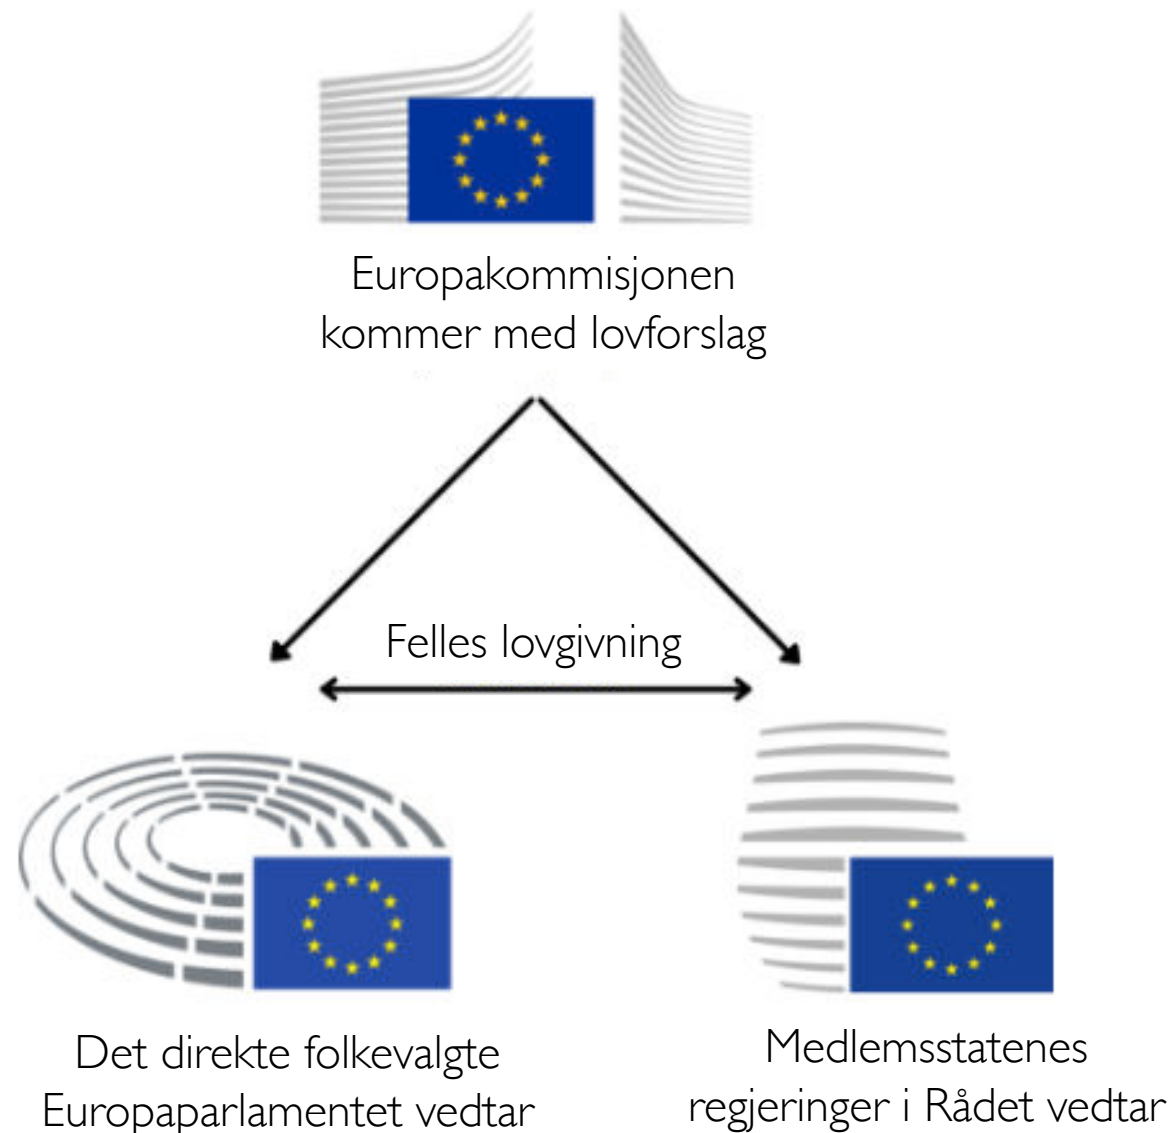 Europakommisjonen
kommer med lovforslag
Felles lovgivning
Det direkte folkevalgte
Europaparlamentet vedtar
Medlemsstatenes
regjeringer i Rådet vedtar